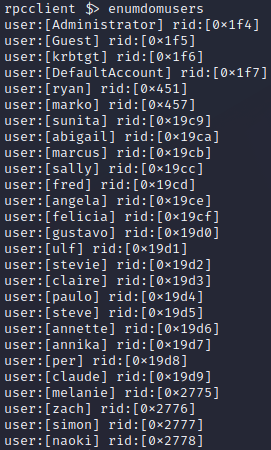 rpcclient $> enumdomusers
user:[Administrator] rid:[0×1f4]
user:[Guest] rid:[0×1f5]
user:[krbtgt] rid:[0×1f6]
user:[DefaultAccount] rid:[0×1f7]
user:[ryan] rid:[0×451]
user:[marko] rid:[0×457]
user:[sunita] rid:[0×19c9]
user:[abigail] rid:[0×19ca]
user:[marcus] rid:[0×19cb]
user:[sally] rid:[0×19cc]
user:[fred] rid:[0×19cd]
user:[angela] rid:[0×19ce]
user:[felicia] rid:[0×19cf]
user:[gustavo] rid:[0×19d0]
user:[ulf] rid:[0×19d1]
user:[stevie] rid:[0×19d2]
user:[claire] rid:[0×19d3]
user:[paulo] rid:[0×19d4]
user:[steve] rid:[0×19d5]
user:[annette] rid:[0×19d6]
user:[annika] rid:[0×19d7]
user:[per] rid:[0×19d8]
user:[claude] rid:[0×19d9]
user:[melanie] rid:[0×2775]
user:[zach] rid:[0×2776]
user:[simon] rid:[0×2777]
user:[naoki] rid:[0×2778]